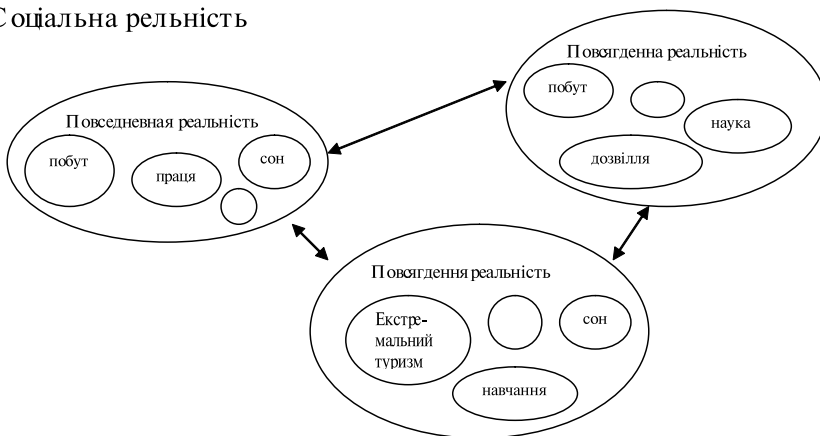 Соціальна рельність
Повсягденна реальність
побут
наука
дозвілля
Повседневная реальність
побут
праця
сон
Повсягдення реальність
Екстре-
мальний
туризм
сон
навчання